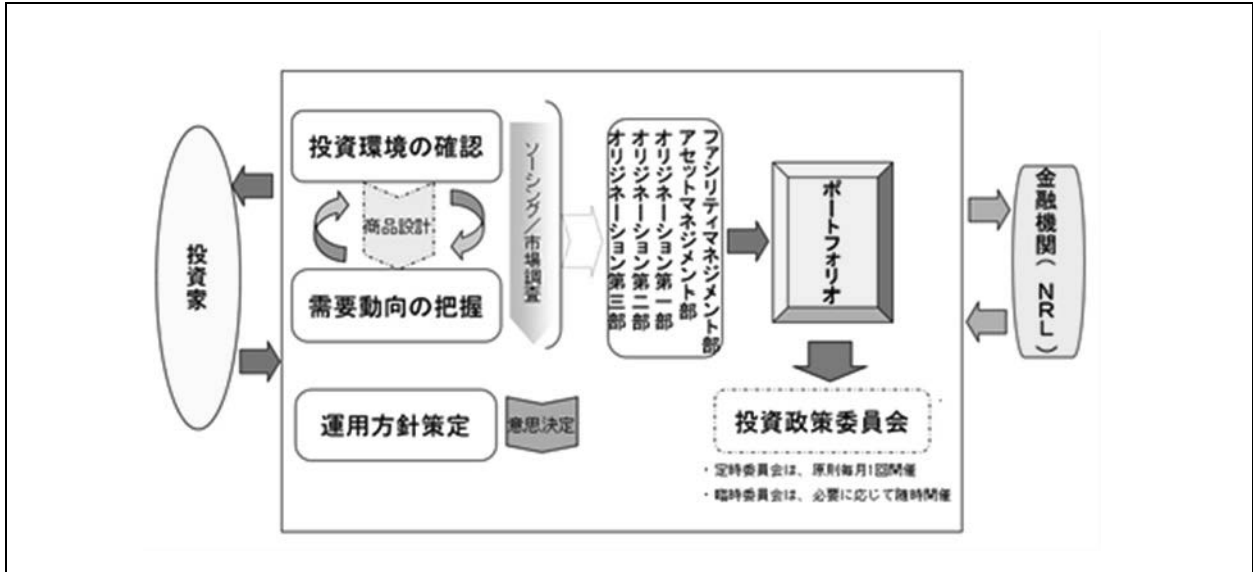 投資家
投資環境の確認
商品設計
需要動向の把握
ソーシング／市場調査
運用方針策定
意思決定
ファシリティマネジメント部
アセットマネジメント部
オリジネーション第一部
オリジネーション第二部
オリジネーション第三部
ポートフォリオ
投資政策委員会
・定時委員会は、原則毎月1回開催
・臨時委員会は、必要に応じて随時開催
金融機関（NRL）